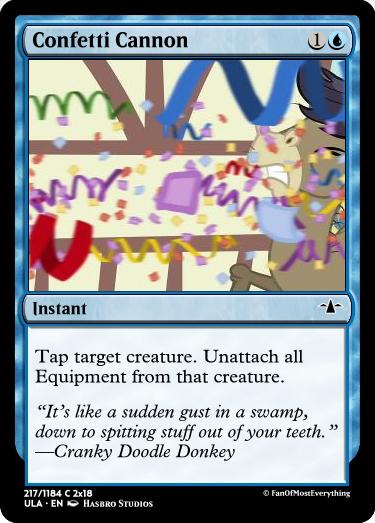 Confetti Cannon 1
Instant
Tap target creature. Unattach all
Equipment from that creature.
“It's like a sudden gust in a swamp,
down to spitting stuff out of your teeth.”
—Cranky Doodle Donkey
217/1184 C 2x18
ULA • EN HASBRO STUDIOS
© FanOfMostEverything